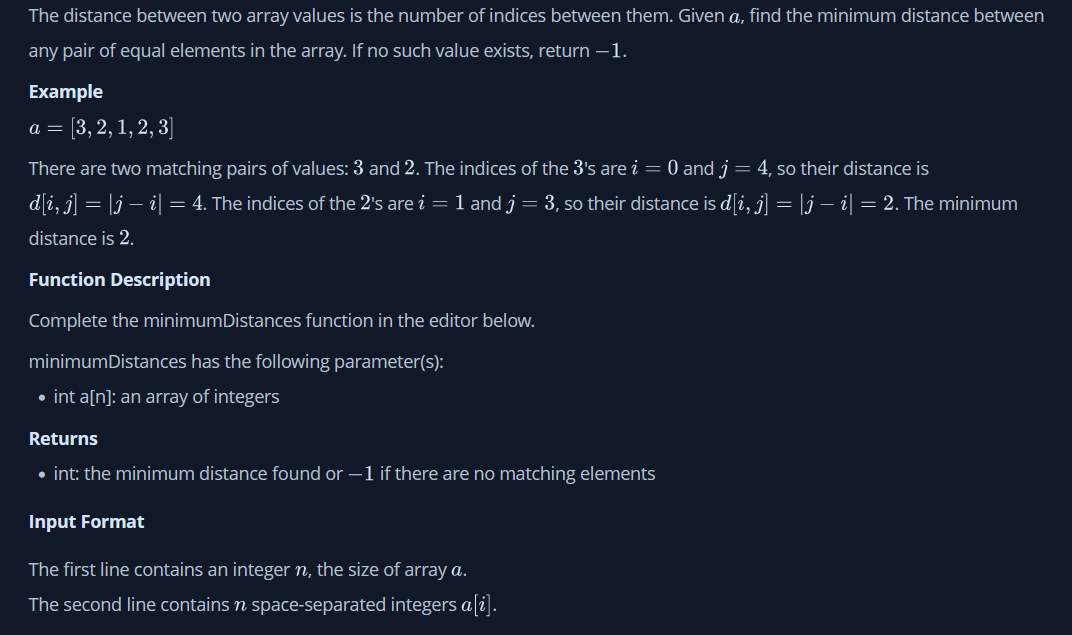 The distance between two array values is the number of indices between them. Given a, find the minimum distance between
any pair of equal elements in the array. If no such value exists, return −1.
Example
a = [3, 2, 1, 2, 3]
There are two matching pairs of values: 3 and 2. The indices of the 3's are i = 0 and j = 4, so their distance is
d[i, j] = |j − i| = 4. The indices of the 2's are i = 1 and j = 3, so their distance is d[i, j] = |j − i| = 2. The minimum
distance is 2.
Function Description
Complete the minimumDistances function in the editor below.
minimumDistances has the following parameter(s):
• int a[n]: an array of integers
Returns
• int: the minimum distance found or −1 if there are no matching elements
Input Format
The first line contains an integer n, the size of array a.
The second line contains n space-separated integers a[i].